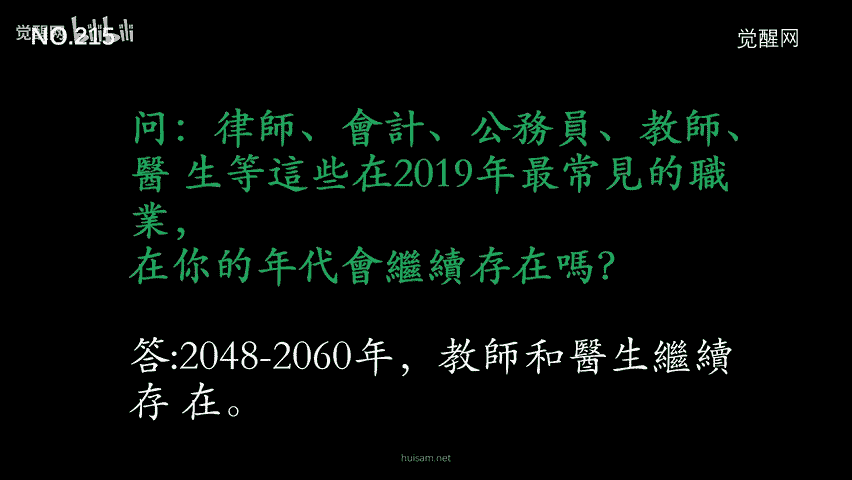 觉醒网 bilibili
NO.215
觉醒网
问：律師、會計、公務員、教師、
醫 生等這些在2019年最常見的職
業，
在你的年代會繼續存在嗎?
答:2048-2060年，教師和醫生繼續
存 在。
huisam.net